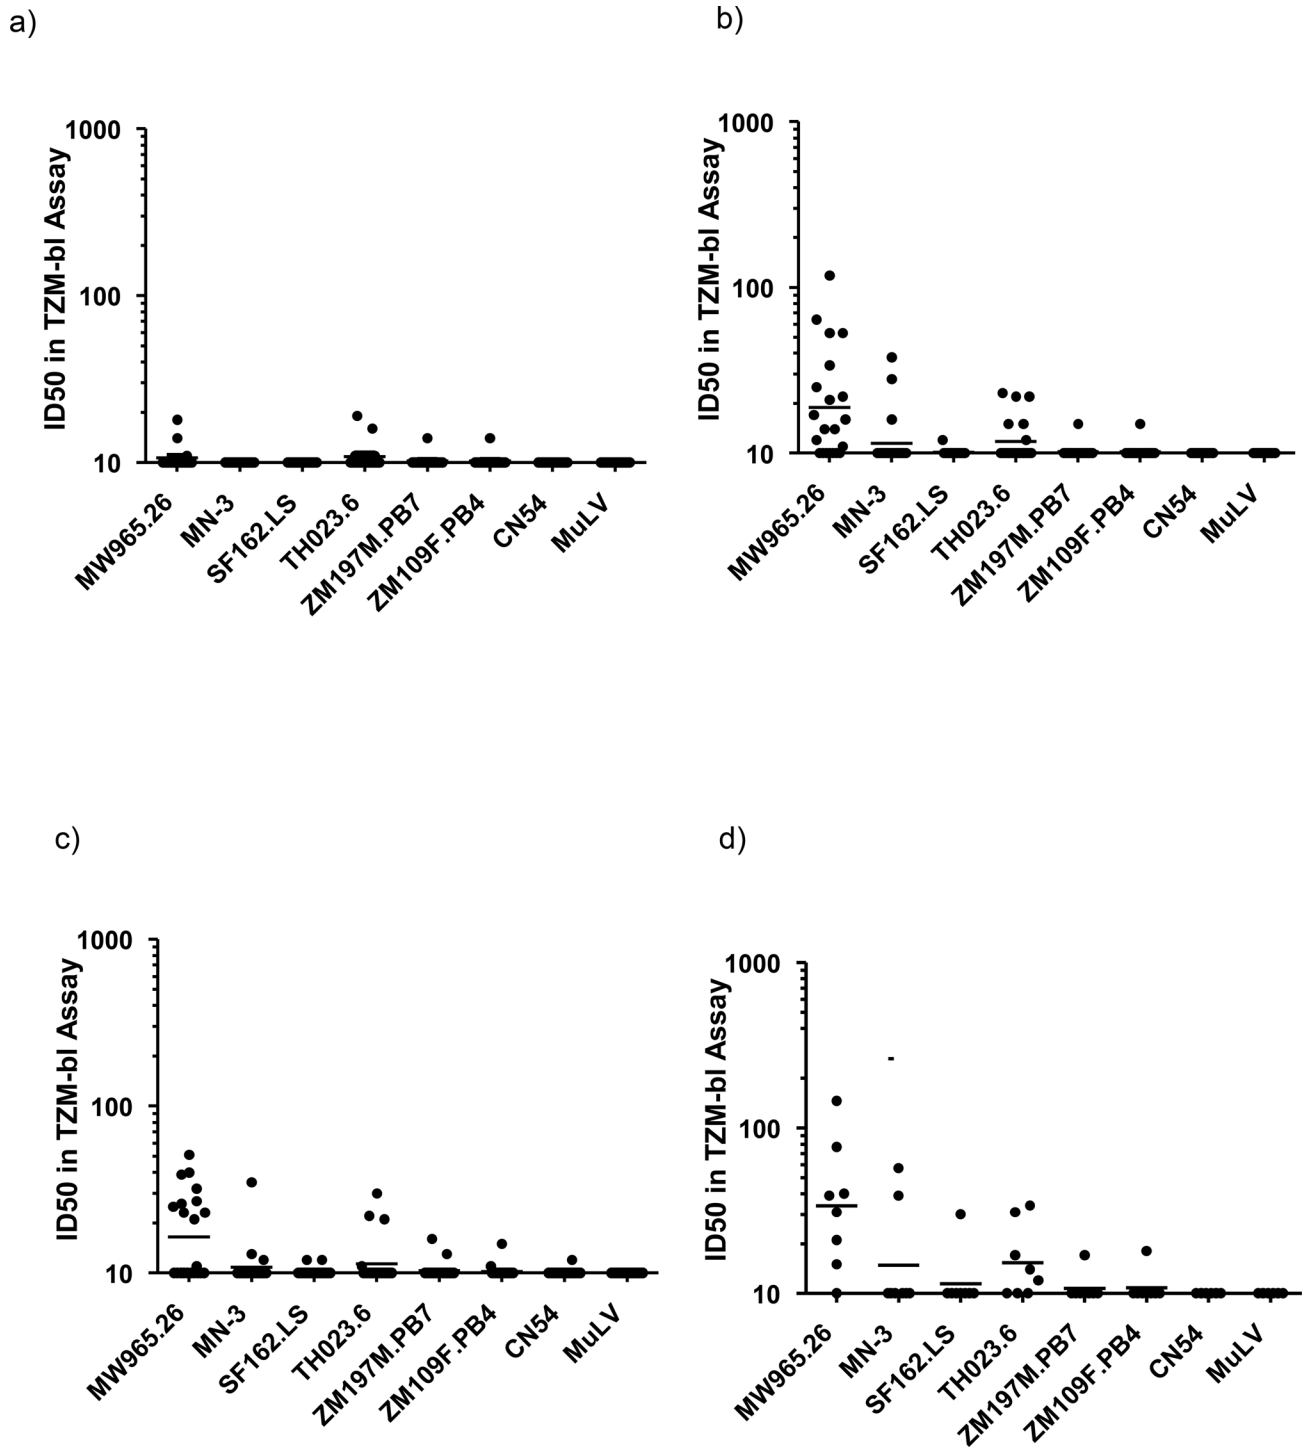 a)
ID50 in TZM-bl Assay
1000
100
10
MW965.26
MN-3
SF162.LS
TH023.6
ZM197M.PB7
ZM109F.PB4
CN54
MuLV
b)
ID50 in TZM-bl Assay
1000
100
10
MW965.26
MN-3
SF162.LS
TH023.6
ZM197M.PB7
ZM109F.PB4
CN54
MuLV
c)
ID50 in TZM-bl Assay
1000
100
10
MW965.26
MN-3
SF162.LS
TH023.6
ZM197M.PB7
ZM109F.PB4
CN54
MuLV
d)
ID50 in TZM-bl Assay
1000
100
10
MW965.26
MN-3
SF162.LS
TH023.6
ZM197M.PB7
ZM109F.PB4
CN54
MuLV